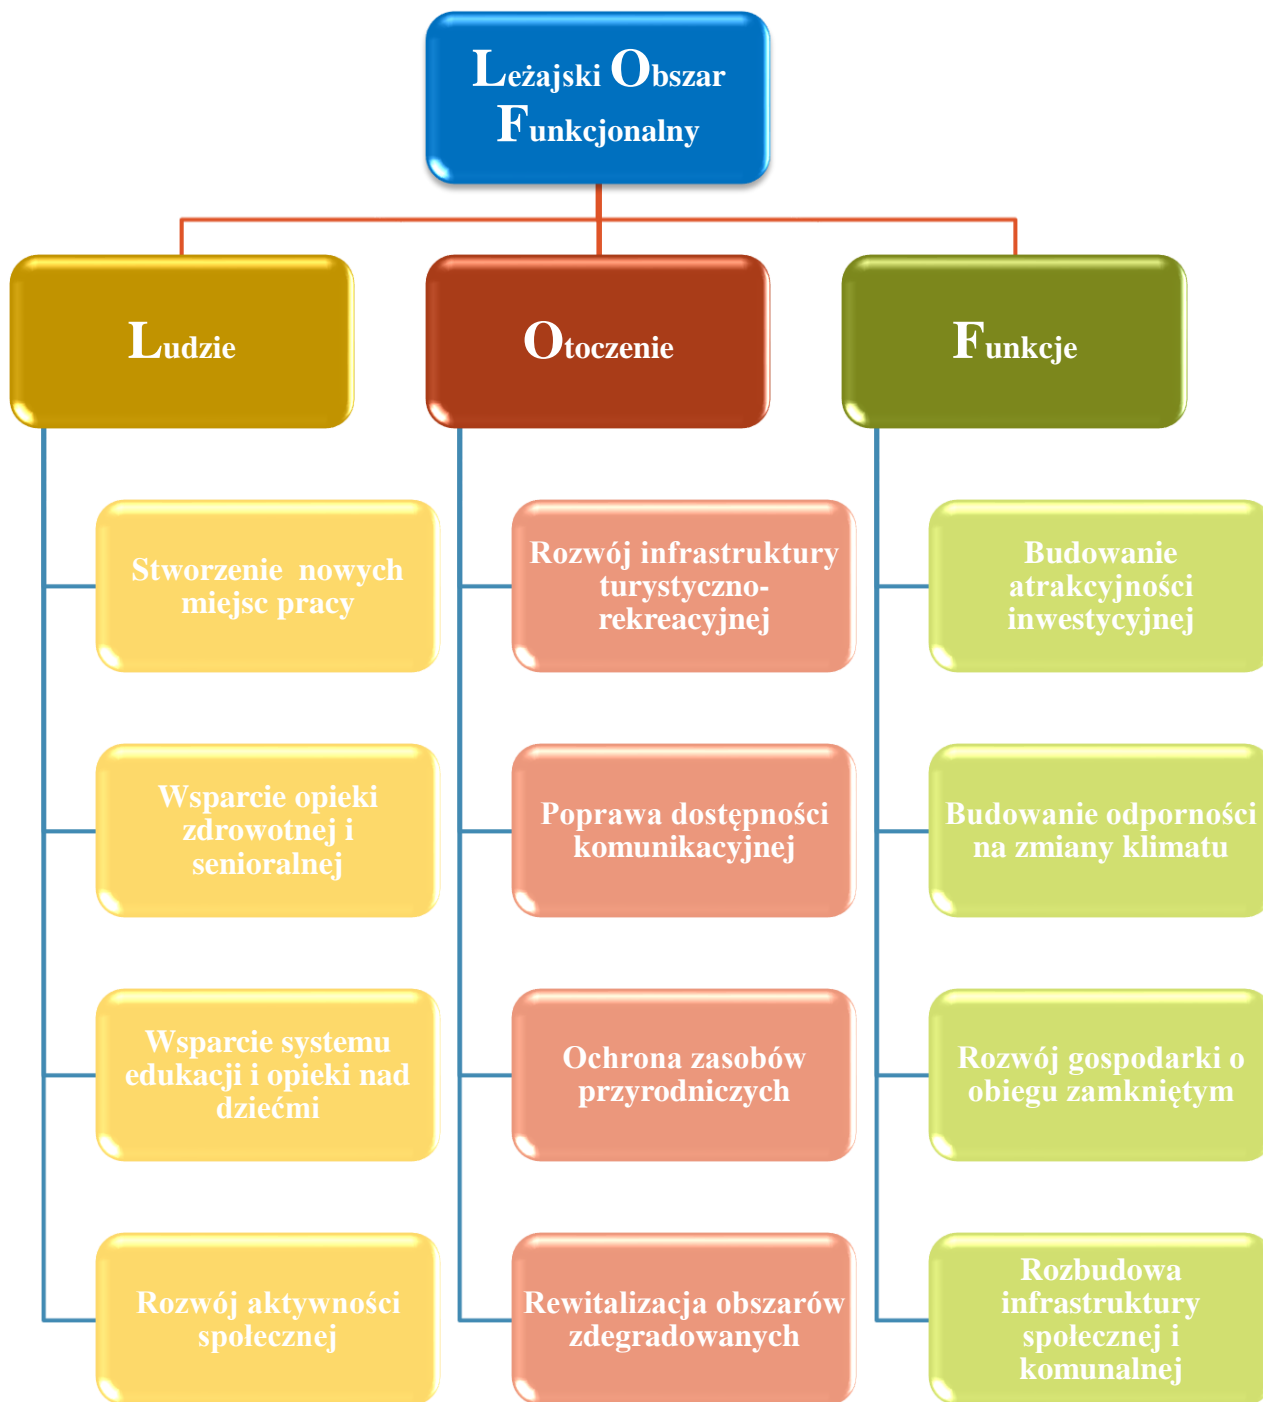 Leżajski Obszar
Funkcjonalny
Ludzie
Stworzenie nowych
miejsc pracy
Wsparcie opieki
zdrowotnej i
senioralnej
Wsparcie systemu
edukacji i opieki nad
dziećmi
Rozwój aktywności
społecznej
Otoczenie
Rozwój infrastruktury
turystyczno-
rekreacyjnej
Poprawa dostępności
komunikacyjnej
Ochrona zasobów
przyrodniczych
Rewitalizacja obszarów
zdegradowanych
Funkcje
Budowanie
atrakcyjności
inwestycyjnej
Budowanie odporności
na zmiany klimatu
Rozwój gospodarki o
obiegu zamkniętym
Rozbudowa
infrastruktury
społecznej i
komunalnej